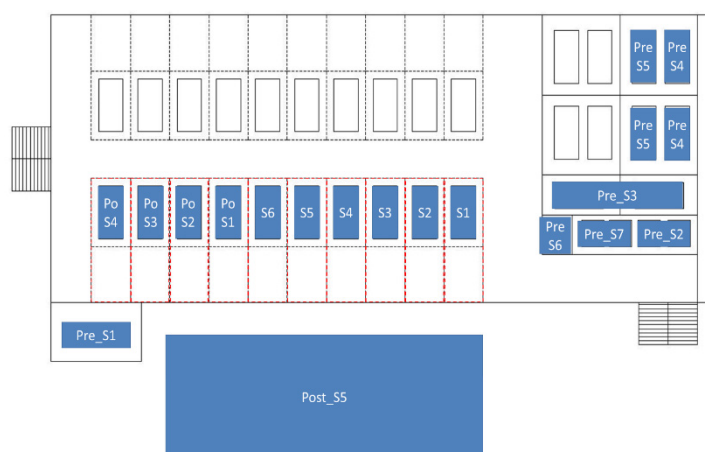 Pre
S5
Pre
S4
Pre
S5
Pre
S4
Pre_S3
Pre
S6
Pre_S7
Pre_S2
Po
S4
Po
S3
Po
S2
Po
S1
S6
S5
S4
S3
S2
S1
Pre_S1
Post_S5